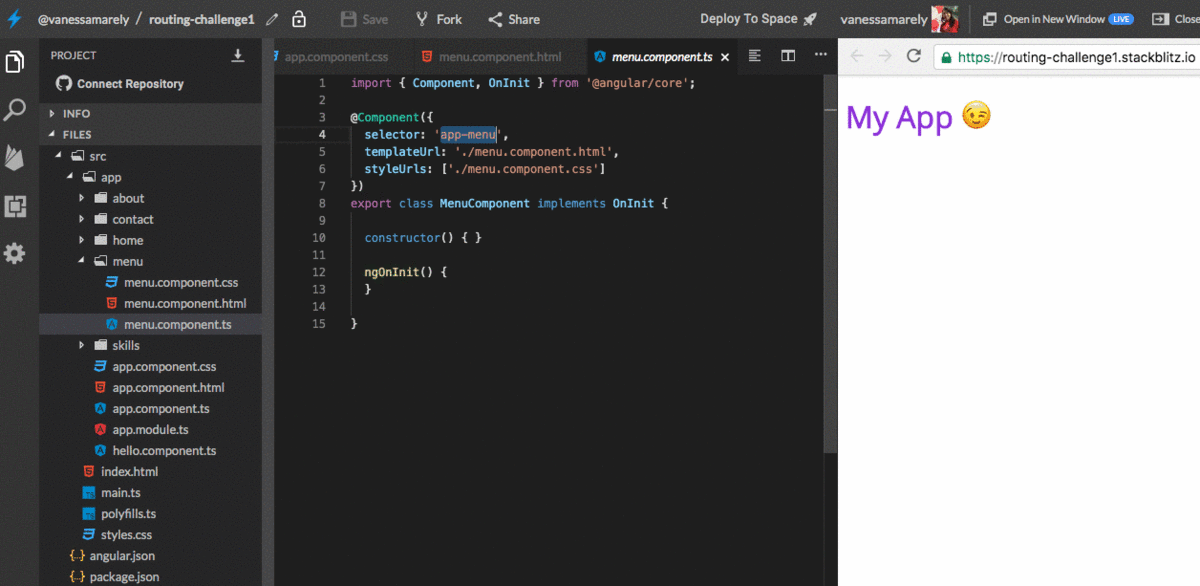 @vanessamarely / routing-challenge1 Save Fork Share Deploy To Space vanessamarely Open in New Window LIVE Close
PROJECT
Connect Repository
INFO
FILES
src
app
about
contact
home
menu
menu.component.css
menu.component.html
menu.component.ts
skills
app.component.css
app.component.html
app.component.ts
app.module.ts
hello.component.ts
index.html
main.ts
polyfills.ts
styles.css
{..} angular.json
{..} package.json
app.component.css menu.component.html menu.component.ts
1 import { Component, OnInit } from '@angular/core';
2
3 @Component({
4 selector: 'app-menu',
5 templateUrl: './menu.component.html',
6 styleUrls: ['./menu.component.css']
7 })
8 export class MenuComponent implements OnInit {
9
10 constructor() { }
11
12 ngOnInit() {
13 }
14
15 }
https://routing-challenge1.stackblitz.io
My App 😉